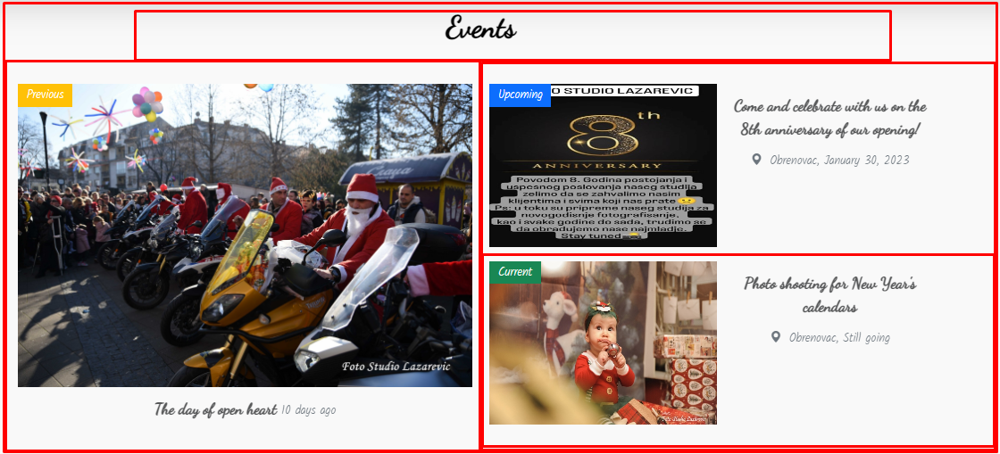 Events
Previous
Foto Studio Lazarevic
The day of open heart 10 days ago
Upcoming
O STUDIO LAZAREVIC
8th
ANNIVERSARY
Povodom 8. Godina postojanja i
uspesnog poslovanja naseg studija
zelimo da se zahvalimo nasim
klijentima i svima koji nas prate
Ps: u toku su pripreme naseg studija za
novogodisnje fotografisanje,
kao i svake godine do sada, trudimo se
da obradujemo nase najmladje.
Stay tuned
Come and celebrate with us on the
8th anniversary of our opening!
Obrenovac, January 30, 2023
Current
Foto Studio Lazarevic
Photo shooting for New Year's
calendars
Obrenovac, Still going